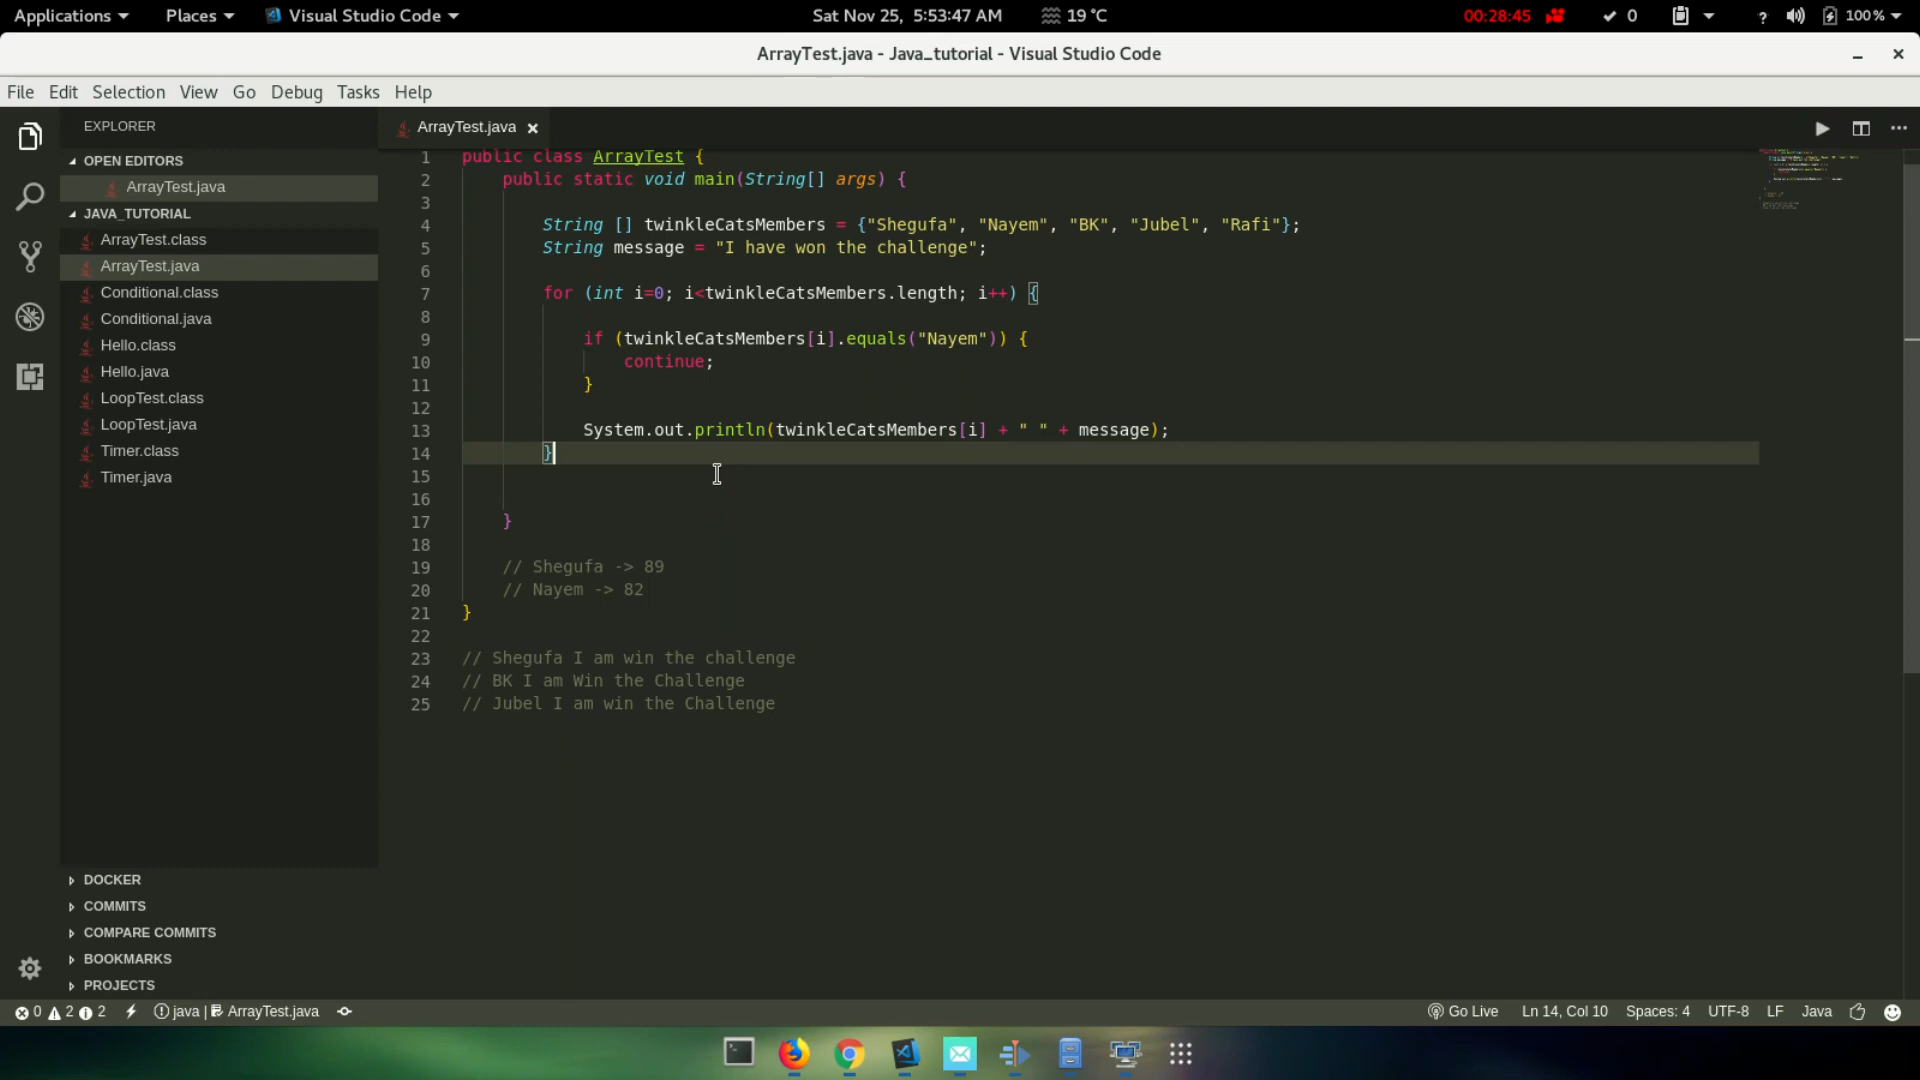 Applications Places Visual Studio Code Sat Nov 25, 5:53:47 AM 19 °C 00:28:45 0 ? 100%
ArrayTest.java - Java_tutorial - Visual Studio Code
File Edit Selection View Go Debug Tasks Help
EXPLORER
OPEN EDITORS
ArrayTest.java
JAVA_TUTORIAL
ArrayTest.class
ArrayTest.java
Conditional.class
Conditional.java
Hello.class
Hello.java
LoopTest.class
LoopTest.java
Timer.class
Timer.java
DOCKER
COMMITS
COMPARE COMMITS
BOOKMARKS
PROJECTS
ArrayTest.java
1 public class ArrayTest {
2 public static void main(String[] args) {
3
4 String [] twinkleCatsMembers = {"Shegufa", "Nayem", "BK", "Jubel", "Rafi"};
5 String message = "I have won the challenge";
6
7 for (int i=0; i<twinkleCatsMembers.length; i++) {
8
9 if (twinkleCatsMembers[i].equals("Nayem")) {
10 continue;
11 }
12
13 System.out.println(twinkleCatsMembers[i] + " " + message);
14 }
15
16
17 }
18
19 // Shegufa -> 89
20 // Nayem -> 82
21 }
22
23 // Shegufa I am win the challenge
24 // BK I am Win the Challenge
25 // Jubel I am win the Challenge
0 2 2 java | ArrayTest.java Go Live Ln 14, Col 10 Spaces: 4 UTF-8 LF Java